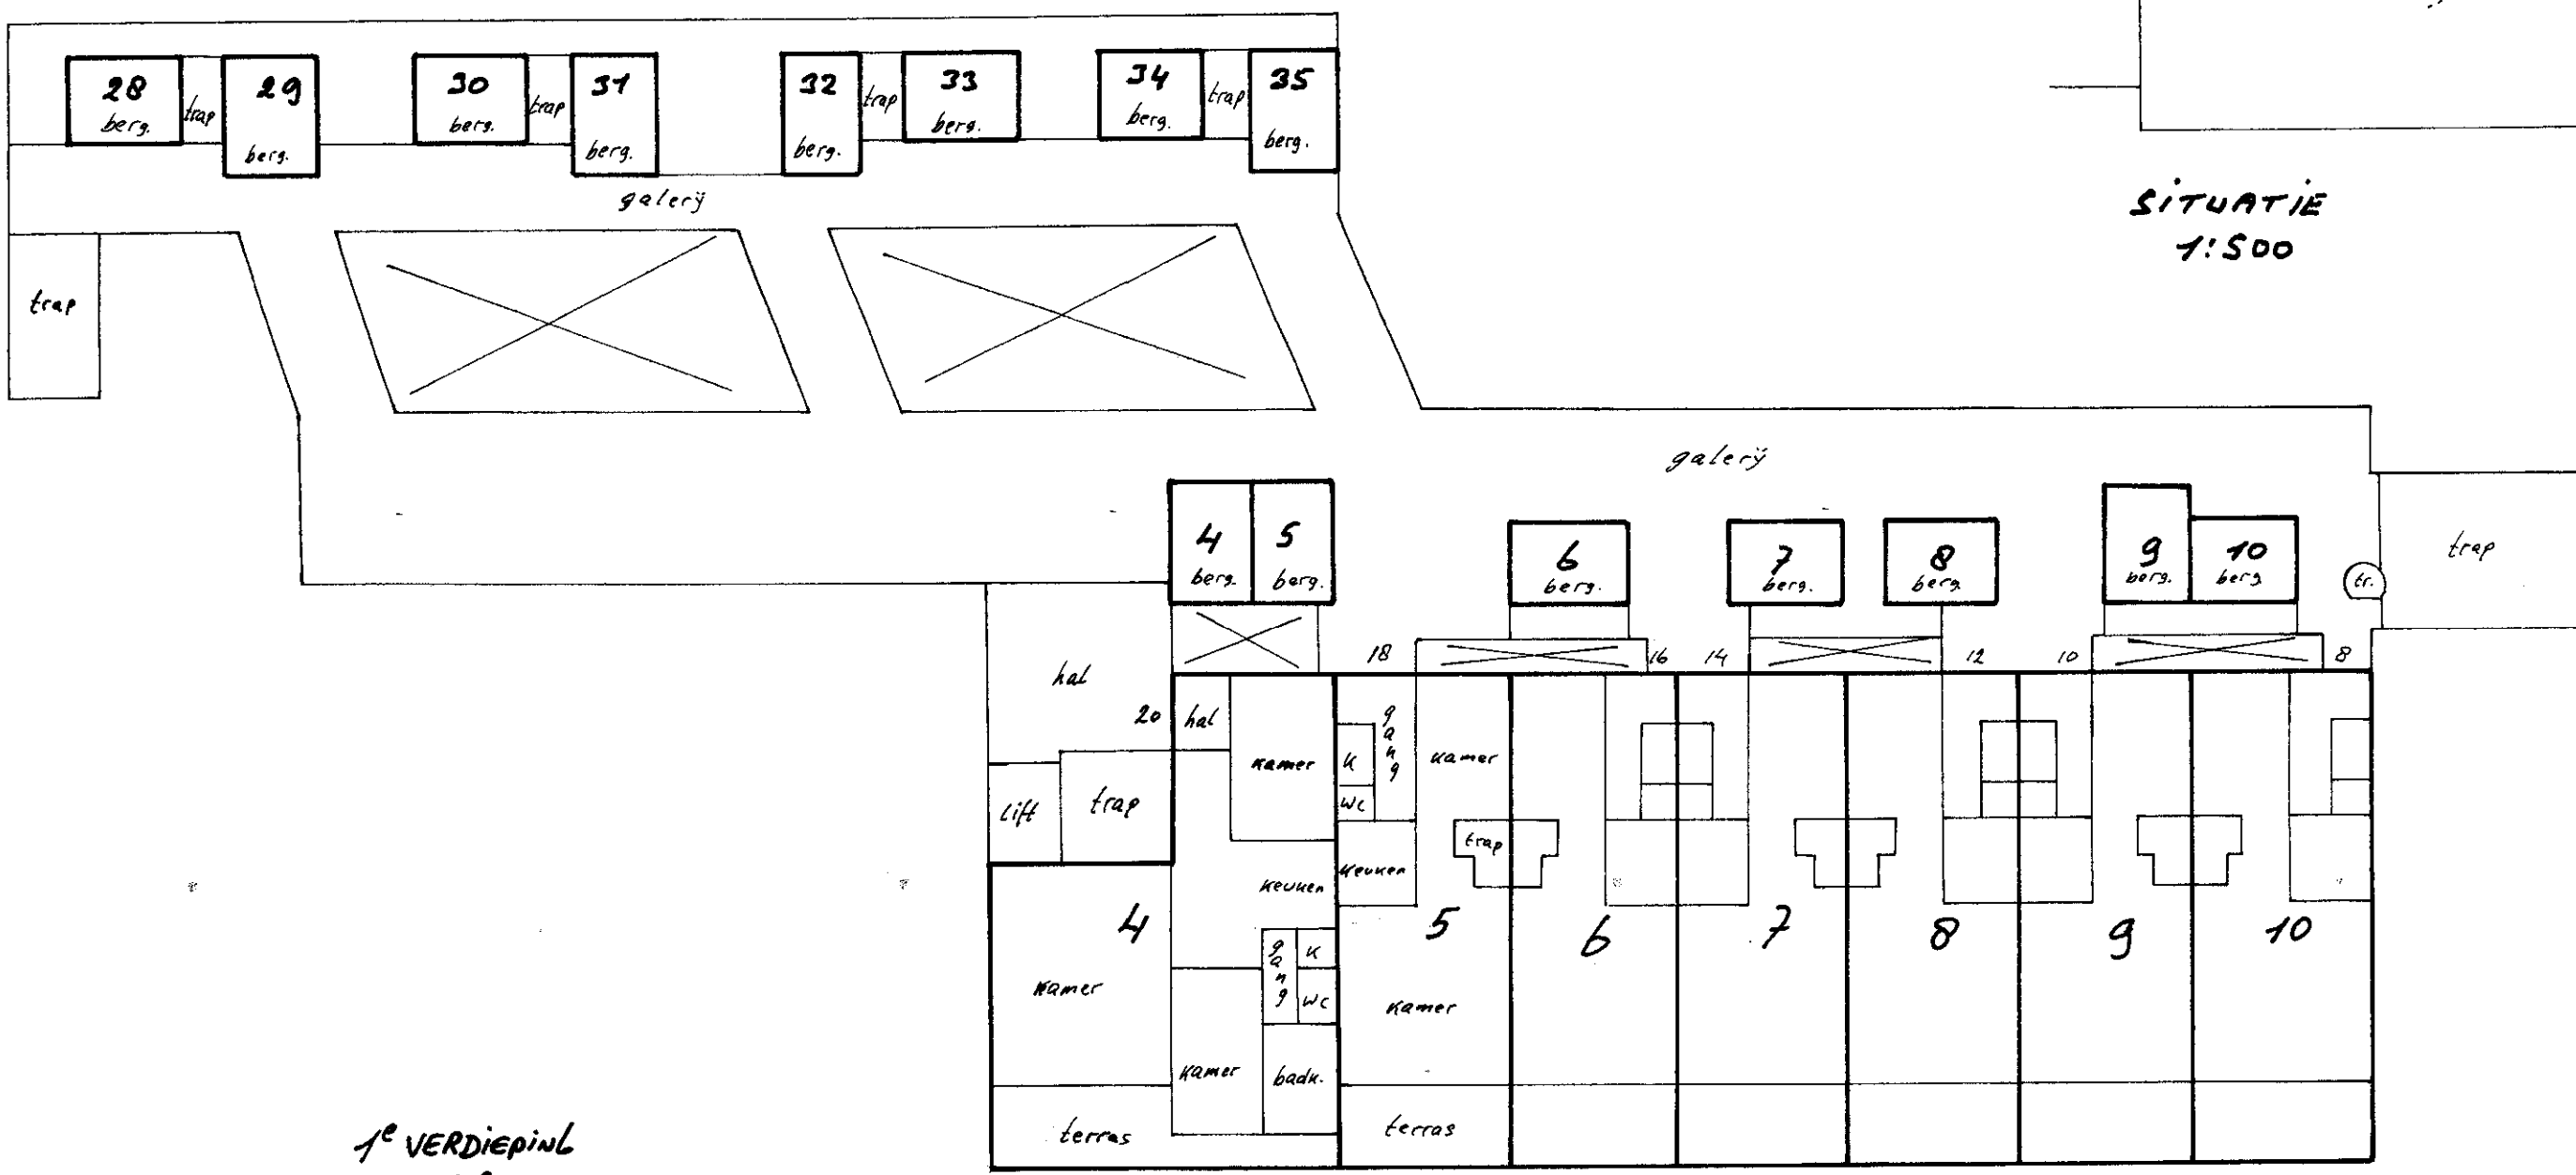 28 29 30 31 32 33 34 35
berg. trap berg. berg. trap berg. berg. trap berg. berg. trap berg.
galerÿ
SITUATIE
1:500
trap
galerÿ
4 5 6 7 8 9 10
berg. berg. berg. berg. berg. berg. berg.
tr.
trap
18 16 14 12 10 8
hal
20 hal
kamer
K
gang
kamer
WC
lift trap
keuken
trap
keuken
4 5 6 7 8 9 10
gang
K
WC
kamer
kamer
kamer
badk.
terras
terras
1e VERDIEPING